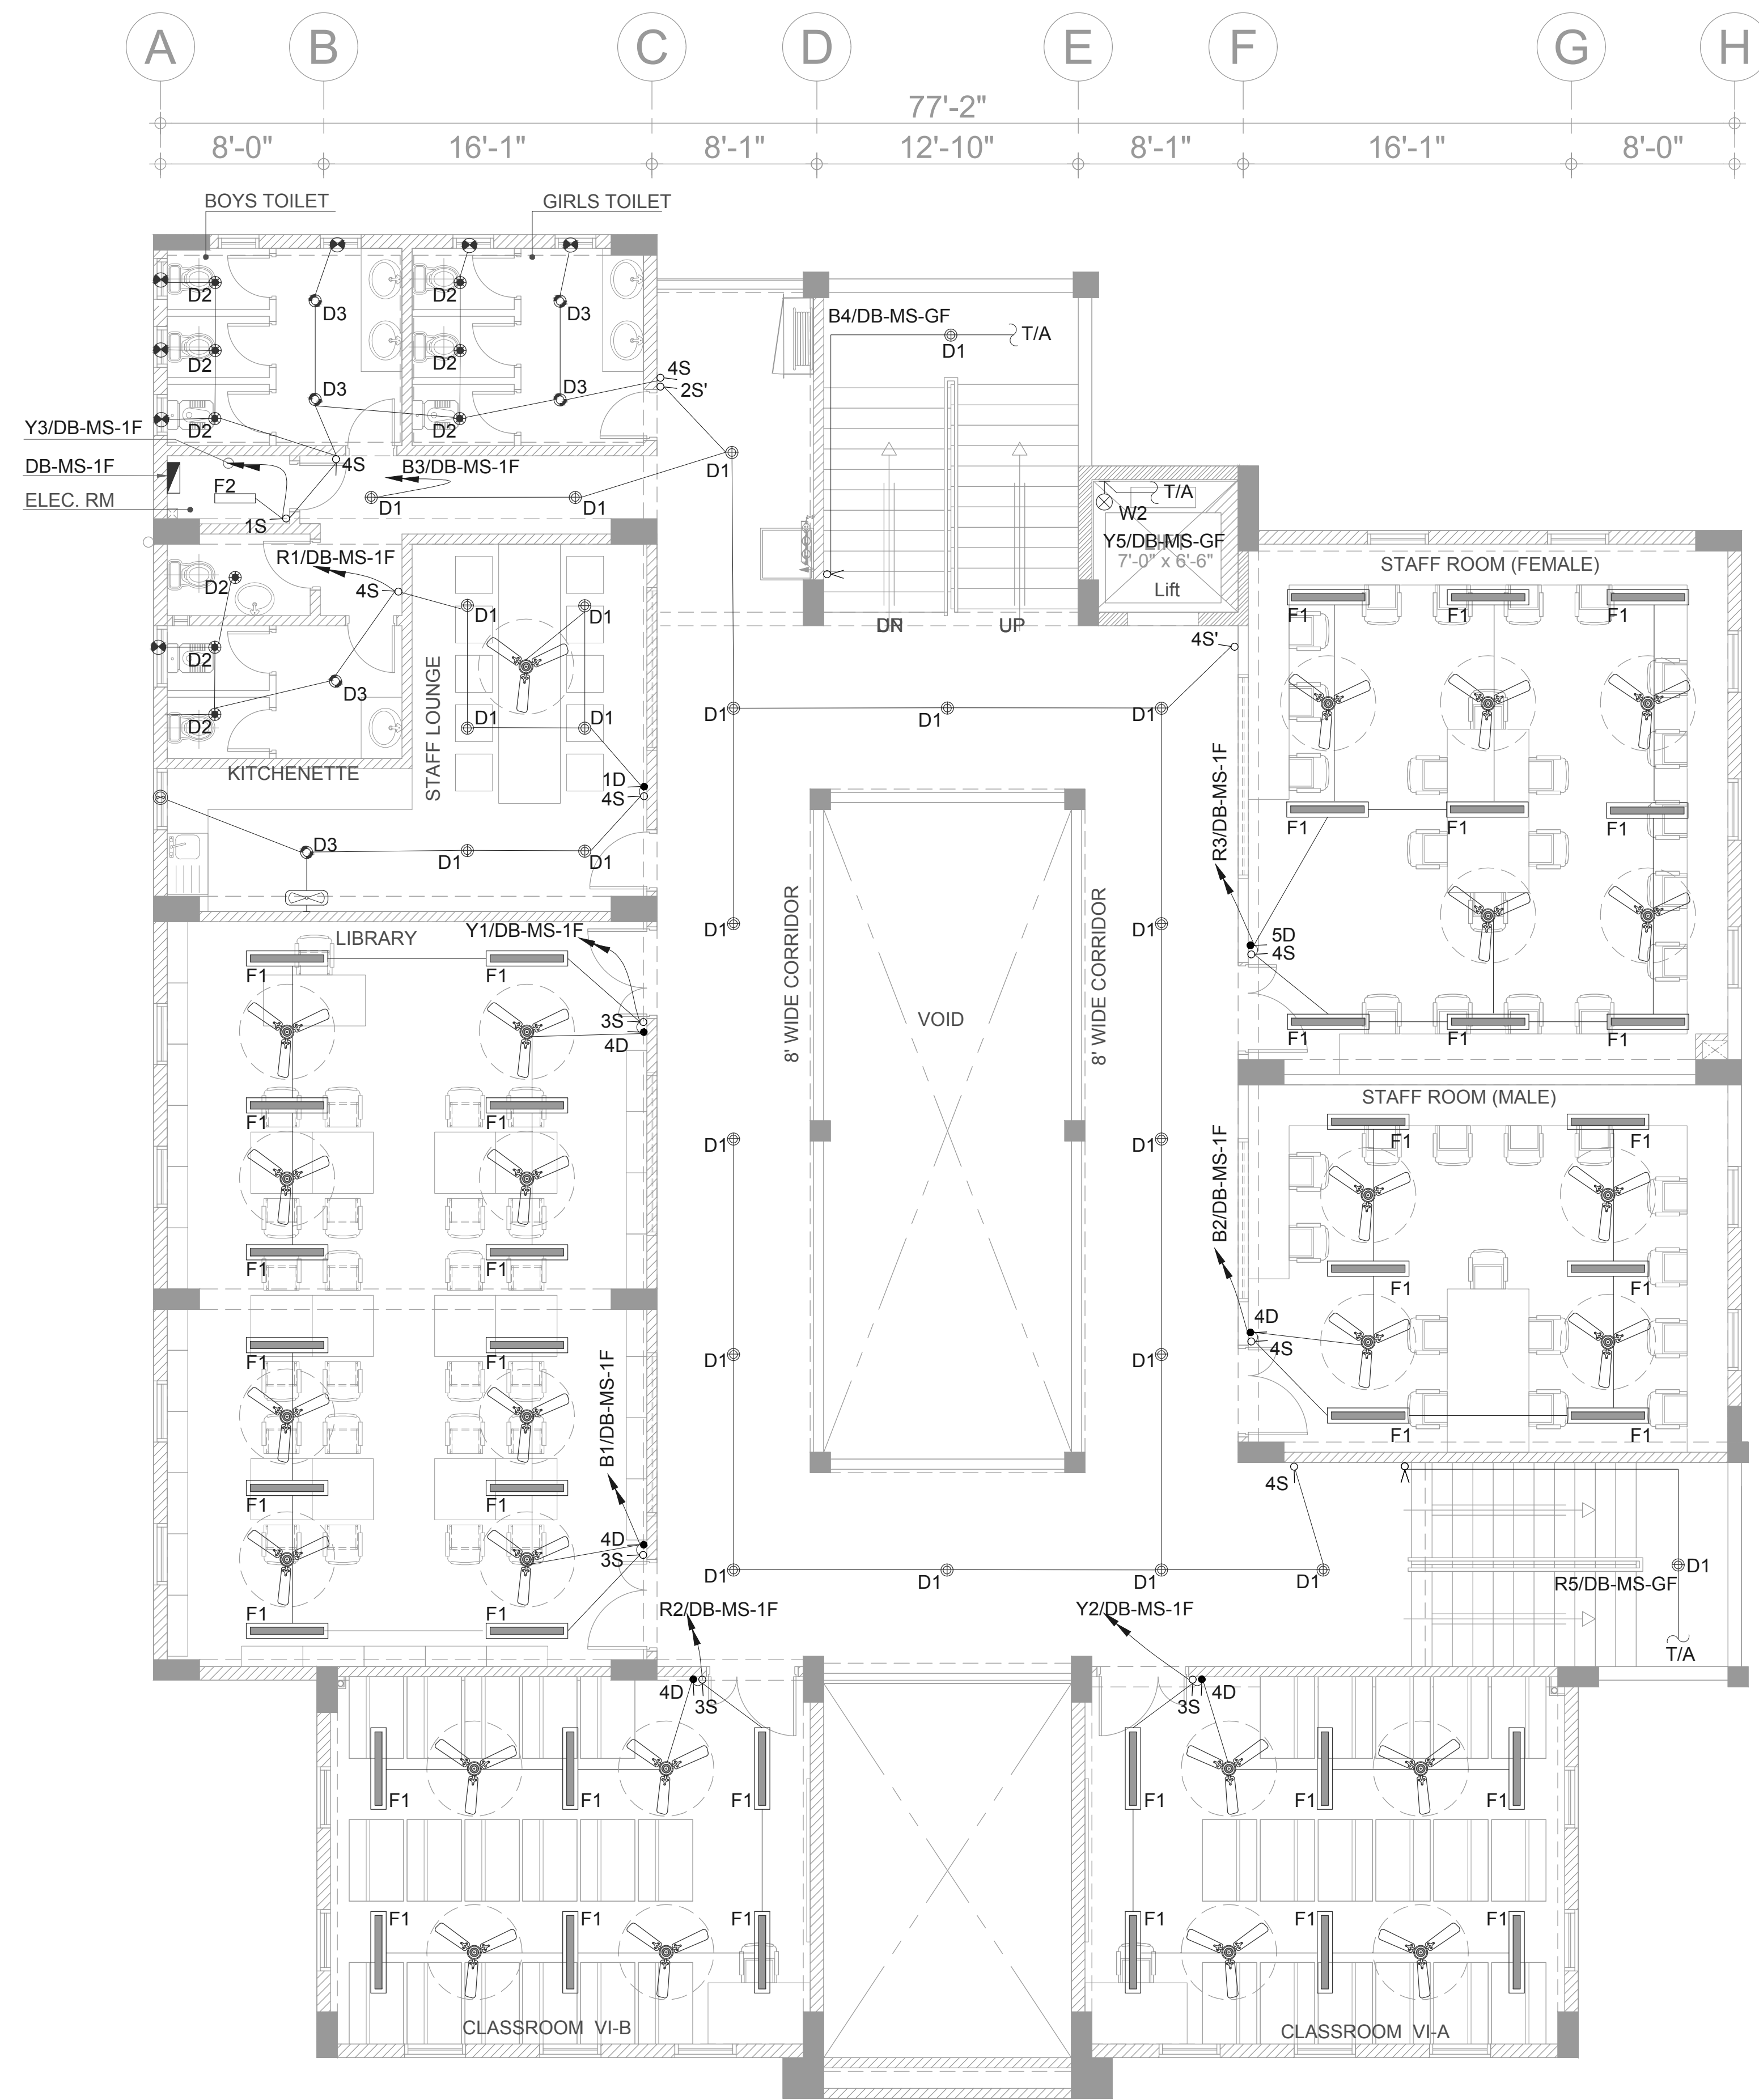 A B C D E F G H
77'-2"
8'-0" 16'-1" 8'-1" 12'-10" 8'-1" 16'-1" 8'-0"
BOYS TOILET GIRLS TOILET
D2 D3 D2 D3
B4/DB-MS-GF T/A
D1
D2 D2
D3 D3
4S
2S'
D2 D2
Y3/DB-MS-1F
4S B3/DB-MS-1F D1
DB-MS-1F
F2
ELEC. RM
1S D1 D1
T/A
W2
Y5/DB-MS-GF
7'-0" x 6'-6"
Lift
R1/DB-MS-1F
D2 4S
D1 D1
STAFF ROOM (FEMALE)
F1 F1 F1
UP
4S'
D2 D3
D2 D1 D1
D1 D1 D1
STAFF LOUNGE
KITCHENETTE
1D
4S
D3 D1 D1
R3/DB-MS-1F
F1 F1 F1
8' WIDE CORRIDOR
8' WIDE CORRIDOR
D1 D1
LIBRARY Y1/DB-MS-1F
5D
4S
F1 F1
VOID
3S
4D
F1 F1 F1
STAFF ROOM (MALE)
F1 F1
F1 F1
D1 D1
B2/DB-MS-1F
F1 F1
F1 F1
4D
4S
F1 F1
D1 D1
B1/DB-MS-1F
F1 F1
F1 F1
4S
4D
3S
D1 D1 D1 D1
D1
R5/DB-MS-GF
F1 F1
R2/DB-MS-1F Y2/DB-MS-1F
T/A
4D 3S
3S 4D
F1 F1 F1 F1 F1 F1
F1 F1 F1 F1 F1 F1
CLASSROOM VI-B CLASSROOM VI-A